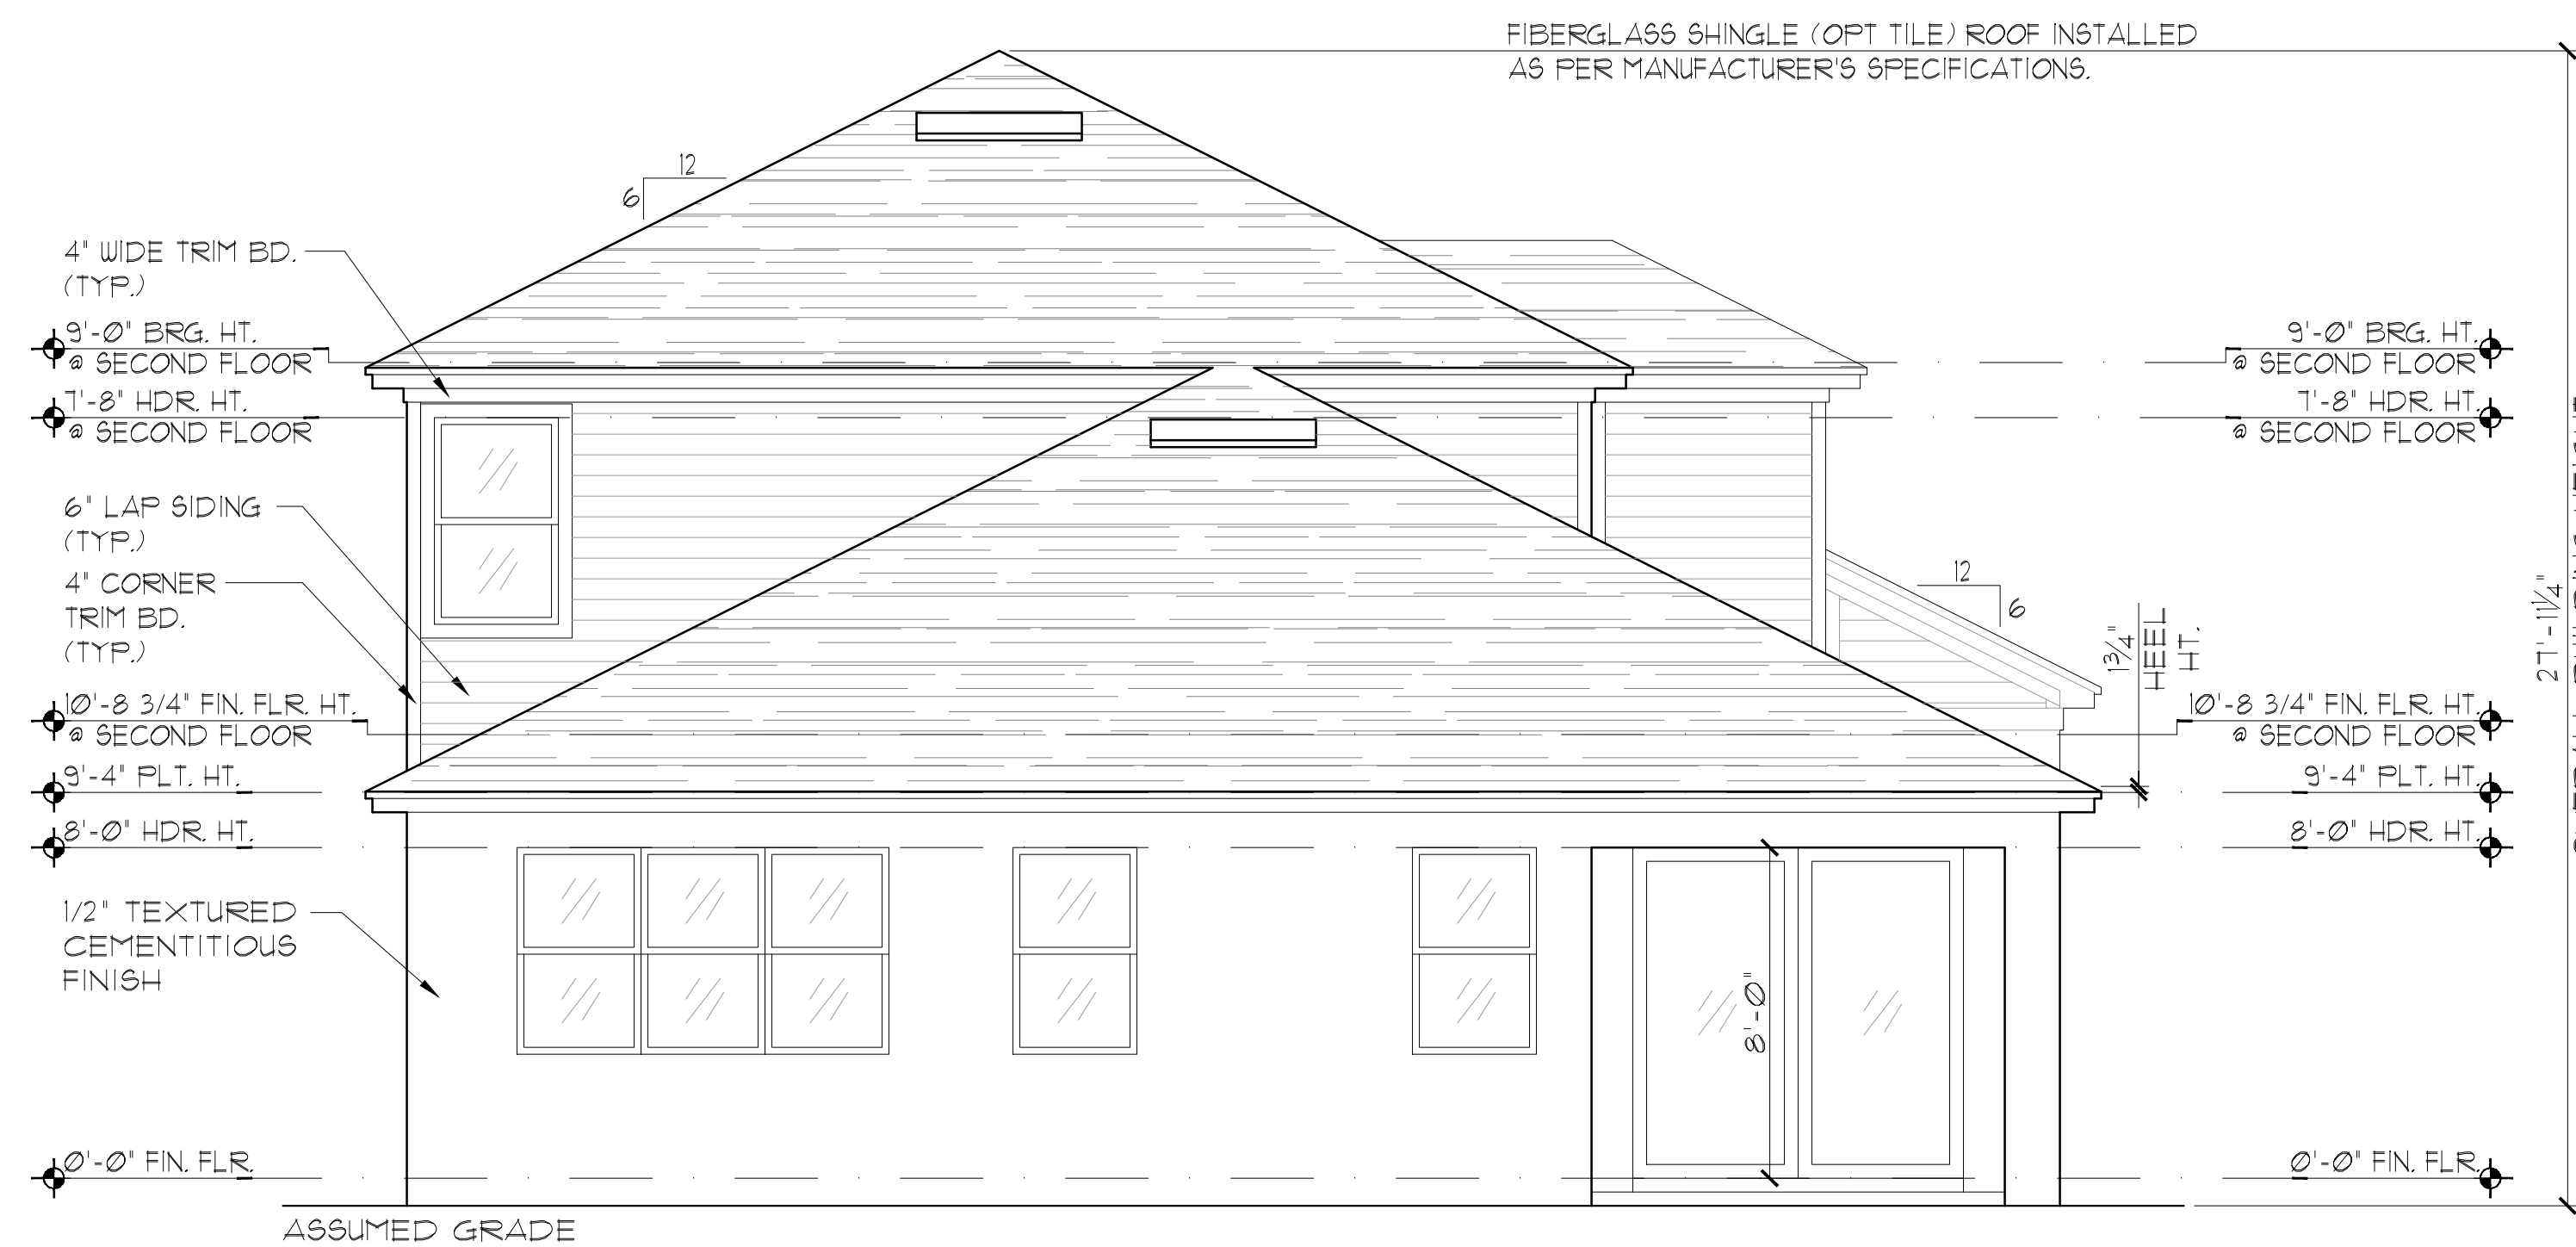 FIBERGLASS SHINGLE (OPT TILE) ROOF INSTALLED
AS PER MANUFACTURER'S SPECIFICATIONS.
12
6
4" WIDE TRIM BD.
(TYP.)
9'-0" BRG. HT.
@ SECOND FLOOR
7'-8" HDR. HT.
@ SECOND FLOOR
6" LAP SIDING
(TYP.)
4" CORNER
TRIM BD.
(TYP.)
10'-8 3/4" FIN. FLR. HT.
@ SECOND FLOOR
9'-4" PLT. HT.
8'-0" HDR. HT.
1/2" TEXTURED
CEMENTITIOUS
FINISH
0'-0" FIN. FLR.
ASSUMED GRADE
8'-0"
12
6
1 3/4"
HEEL
HT.
9'-0" BRG. HT.
@ SECOND FLOOR
7'-8" HDR. HT.
@ SECOND FLOOR
10'-8 3/4" FIN. FLR. HT.
@ SECOND FLOOR
9'-4" PLT. HT.
8'-0" HDR. HT.
0'-0" FIN. FLR.
27'-11 1/4"